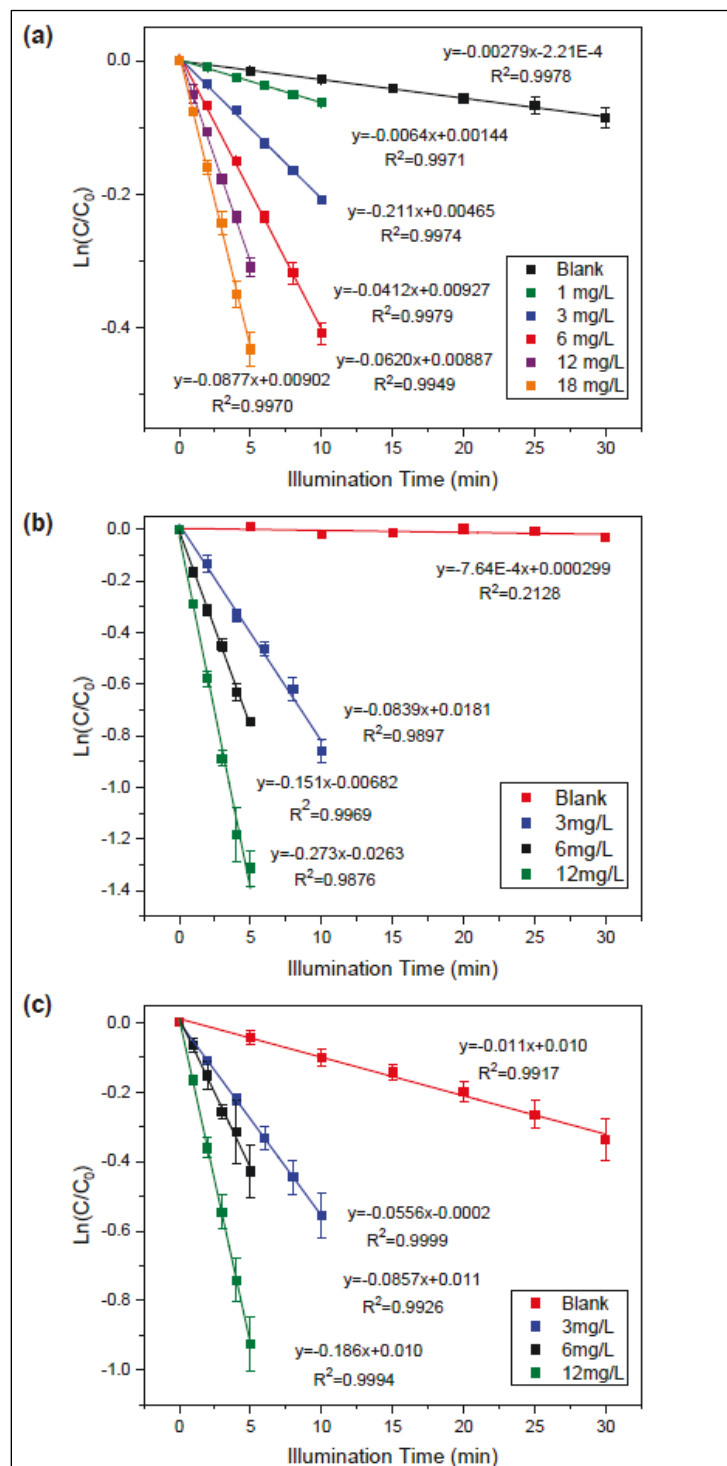 (a)
0.0
-0.2
-0.4
Ln(C/C0)
y=-0.00279x-2.21E-4
R2=0.9978
y=-0.0064x+0.00144
R2=0.9971
y=-0.211x+0.00465
R2=0.9974
y=-0.0412x+0.00927
R2=0.9979
y=-0.0620x+0.00887
R2=0.9949
y=-0.0877x+0.00902
R2=0.9970
Blank
1 mg/L
3 mg/L
6 mg/L
12 mg/L
18 mg/L
0 5 10 15 20 25 30
Illumination Time (min)
(b)
0.0
-0.2
-0.4
-0.6
-0.8
-1.0
-1.2
-1.4
Ln(C/C0)
y=-7.64E-4x+0.000299
R2=0.2128
y=-0.0839x+0.0181
R2=0.9897
y=-0.151x-0.00682
R2=0.9969
y=-0.273x-0.0263
R2=0.9876
Blank
3mg/L
6mg/L
12mg/L
0 5 10 15 20 25 30
Illumination Time (min)
(c)
0.0
-0.2
-0.4
-0.6
-0.8
-1.0
Ln(C/C0)
y=-0.011x+0.010
R2=0.9917
y=-0.0556x-0.0002
R2=0.9999
y=-0.0857x+0.011
R2=0.9926
y=-0.186x+0.010
R2=0.9994
Blank
3mg/L
6mg/L
12mg/L
0 5 10 15 20 25 30
Illumination Time (min)